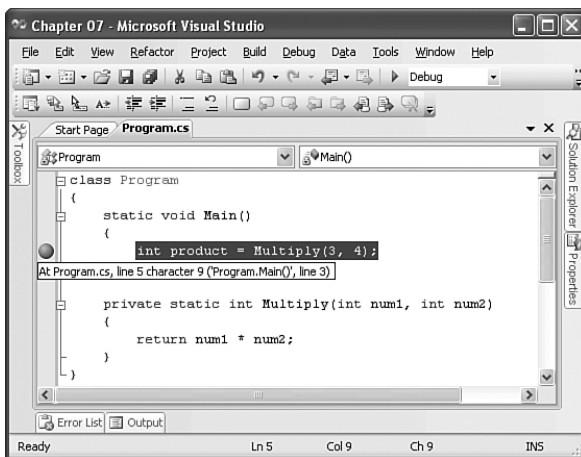 Chapter 07 - Microsoft Visual Studio
File Edit View Refactor Project Build Debug Data Tools Window Help
Debug
Toolbox
Start Page Program.cs
Program Main()
class Program
{
static void Main()
{
int product = Multiply(3, 4);
At Program.cs, line 5 character 9 ('Program.Main()', line 3)
private static int Multiply(int num1, int num2)
{
return num1 * num2;
}
}
Solution Explorer
Properties
Error List Output
Ready Ln 5 Col 9 Ch 9 INS